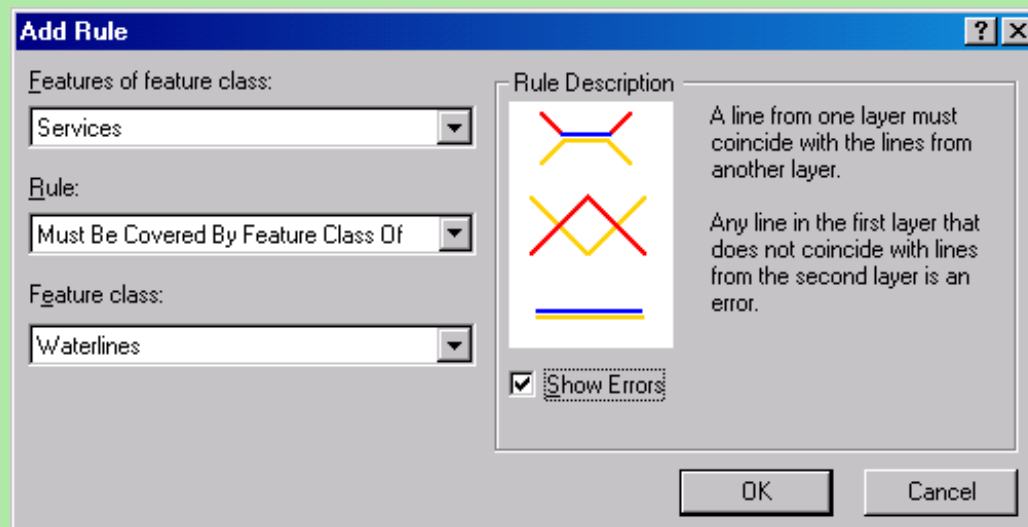 Add Rule
Features of feature class:
Services
Rule:
Must Be Covered By Feature Class Of
Feature class:
Waterlines
Rule Description
A line from one layer must
coincide with the lines from
another layer.
Any line in the first layer that
does not coincide with lines
from the second layer is an
error.
Show Errors
OK
Cancel